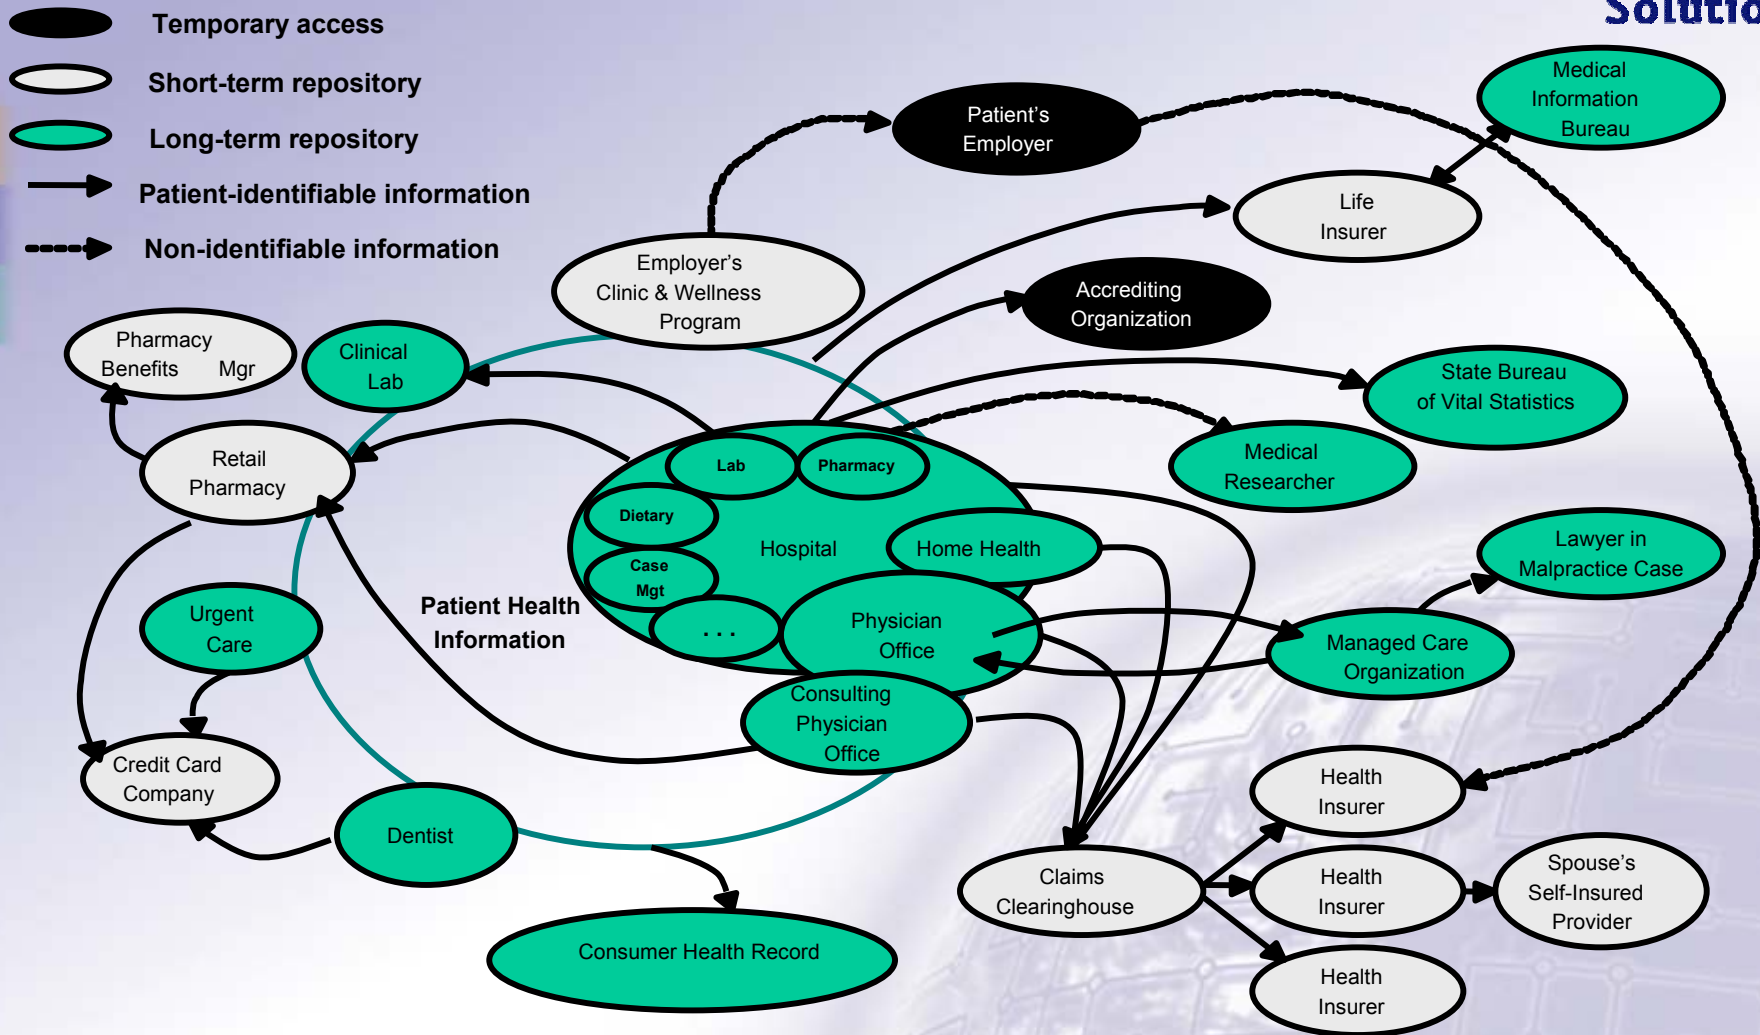 Solutio
Temporary access
Short-term repository
Long-term repository
Patient-identifiable information
Non-identifiable information
Medical
Information
Bureau
Patient's
Employer
Life
Insurer
Employer's
Clinic & Wellness
Program
Accrediting
Organization
Pharmacy
Benefits Mgr
Clinical
Lab
State Bureau
of Vital Statistics
Retail
Pharmacy
Lab
Pharmacy
Medical
Researcher
Dietary
Hospital
Home Health
Case
Mgt
. . .
Physician
Office
Lawyer in
Malpractice Case
Urgent
Care
Patient Health
Information
Managed Care
Organization
Consulting
Physician
Office
Credit Card
Company
Dentist
Health
Insurer
Claims
Clearinghouse
Health
Insurer
Spouse's
Self-Insured
Provider
Consumer Health Record
Health
Insurer